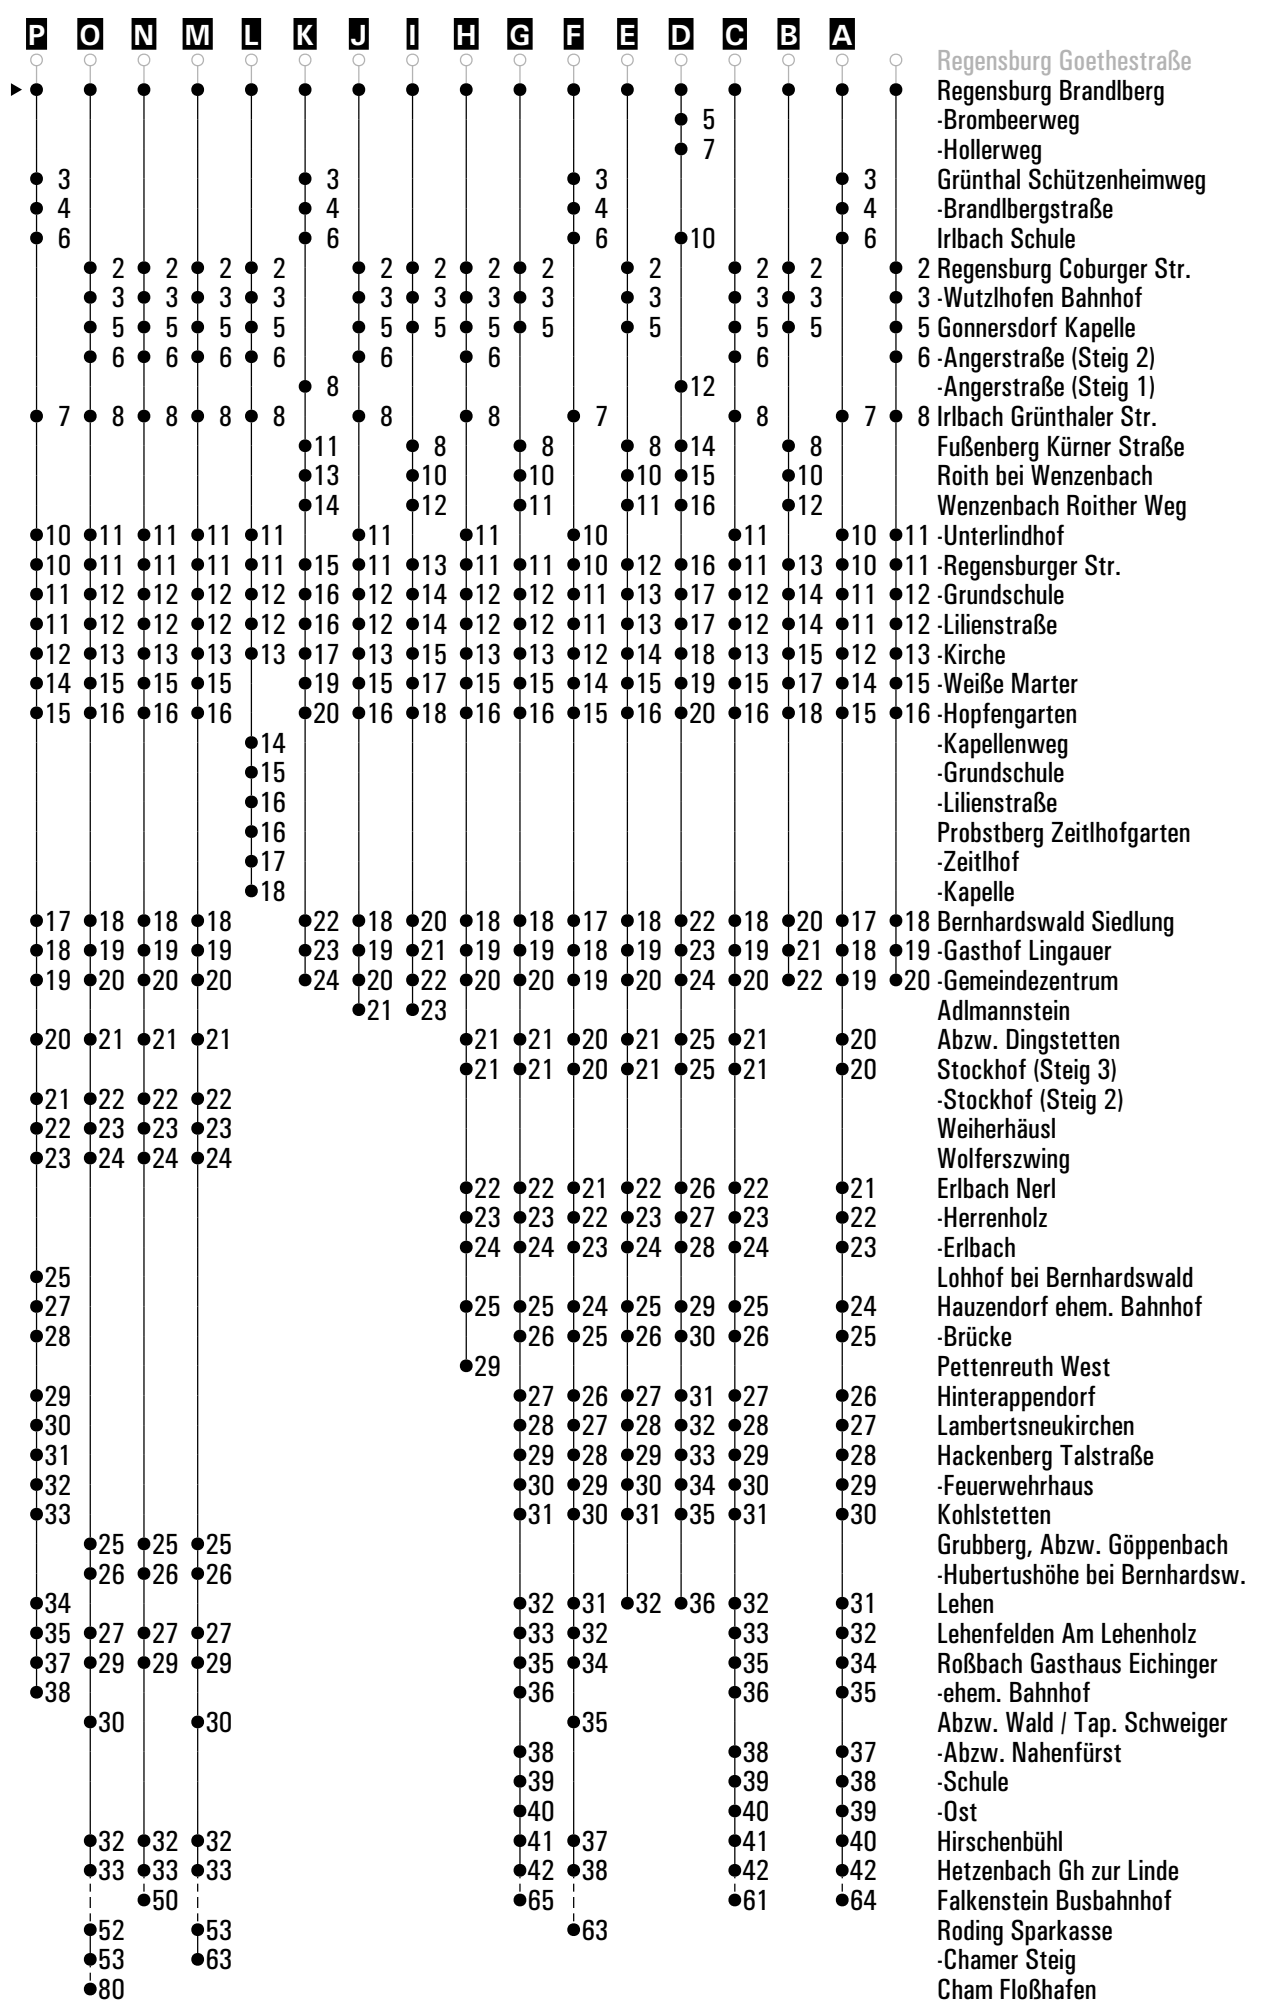 P O N M L K J I H G F E D C B A
Regensburg Goethestraße
Regensburg Brandlberg
5 -Brombeerweg
7 -Hollerweg
3 3 3 3 Grünthal Schützenheimweg
4 4 4 4 -Brandlbergstraße
6 6 6 10 6 Irlbach Schule
2 2 2 2 2 2 2 2 2 2 2 2 Regensburg Coburger Str.
3 3 3 3 3 3 3 3 3 3 3 3 -Wutzlhofen Bahnhof
5 5 5 5 5 5 5 5 5 5 5 5 Gonnersdorf Kapelle
6 6 6 6 6 6 6 6 -Angerstraße (Steig 2)
8 12 -Angerstraße (Steig 1)
7 8 8 8 8 8 8 7 8 7 8 Irlbach Grünthaler Str.
11 8 8 8 14 8 Fußenberg Kürner Straße
13 10 10 10 15 10 Roith bei Wenzenbach
14 12 11 11 16 12 Wenzenbach Roither Weg
10 11 11 11 11 11 11 10 11 10 11 -Unterlindhof
10 11 11 11 11 15 11 13 11 11 10 12 16 11 13 10 11 -Regensburger Str.
11 12 12 12 12 16 12 14 12 12 11 13 17 12 14 11 12 -Grundschule
11 12 12 12 12 16 12 14 12 12 11 13 17 12 14 11 12 -Lilienstraße
12 13 13 13 13 17 13 15 13 13 12 14 18 13 15 12 13 -Kirche
14 15 15 15 19 15 17 15 15 14 15 19 15 17 14 15 -Weiße Marter
15 16 16 16 20 16 18 16 16 15 16 20 16 18 15 16 -Hopfengarten
14 -Kapellenweg
15 -Grundschule
16 -Lilienstraße
16 Probstberg Zeitlhofgarten
17 -Zeitlhof
18 -Kapelle
17 18 18 18 22 18 20 18 18 17 18 22 18 20 17 18 Bernhardswald Siedlung
18 19 19 19 23 19 21 19 19 18 19 23 19 21 18 19 -Gasthof Lingauer
19 20 20 20 24 20 22 20 20 19 20 24 20 22 19 20 -Gemeindezentrum
21 23 Adlmannstein
20 21 21 21 21 21 20 21 25 21 20 Abzw. Dingstetten
21 21 20 21 25 21 20 Stockhof (Steig 3)
21 22 22 22 -Stockhof (Steig 2)
22 23 23 23 Weiherhäusl
23 24 24 24 Wolferszwing
22 22 21 22 26 22 21 Erlbach Nerl
23 23 22 23 27 23 22 -Herrenholz
24 24 23 24 28 24 23 -Erlbach
25 Lohhof bei Bernhardswald
27 25 25 24 25 29 25 24 Hauzendorf ehem. Bahnhof
28 26 25 26 30 26 25 -Brücke
29 Pettenreuth West
29 27 26 27 31 27 26 Hinterappendorf
30 28 27 28 32 28 27 Lambertsneukirchen
31 29 28 29 33 29 28 Hackenberg Talstraße
32 30 29 30 34 30 29 -Feuerwehrhaus
33 31 30 31 35 31 30 Kohlstetten
25 25 25 Grubberg, Abzw. Göppenbach
26 26 26 -Hubertushöhe bei Bernhardsw.
34 32 31 32 36 32 31 Lehen
35 27 27 27 33 32 33 32 Lehenfelden Am Lehenholz
37 29 29 29 35 34 35 34 Roßbach Gasthaus Eichinger
38 36 36 35 -ehem. Bahnhof
30 30 35 Abzw. Wald / Tap. Schweiger
38 38 37 -Abzw. Nahenfürst
39 39 38 -Schule
40 40 39 -Ost
32 32 32 41 37 41 40 Hirschenbühl
33 33 33 42 38 42 42 Hetzenbach Gh zur Linde
50 65 61 64 Falkenstein Busbahnhof
52 53 63 Roding Sparkasse
53 63 -Chamer Steig
80 Cham Floßhafen